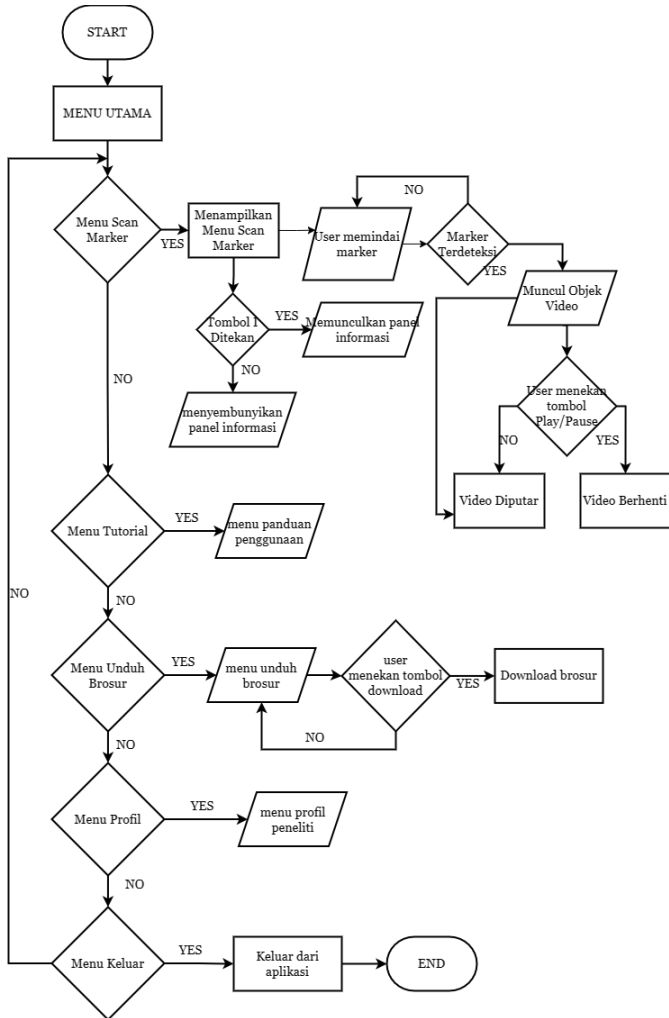 START
MENU UTAMA
Menu Scan
Marker
YES
Menampilkan
Menu Scan
Marker
User memindai
marker
NO
Marker
Terdeteksi
YES
Muncul Objek
Video
Tombol I
Ditekan
YES
Memunculkan panel
informasi
NO
menyembunyikan
panel informasi
User menekan
tombol
Play/Pause
NO
YES
Video Diputar
Video Berhenti
NO
Menu Tutorial
YES
menu panduan
penggunaan
NO
NO
Menu Unduh
Brosur
YES
menu unduh
brosur
user
menekan tombol
download
YES
Download brosur
NO
NO
Menu Profil
YES
menu profil
peneliti
NO
Menu Keluar
YES
Keluar dari
aplikasi
END